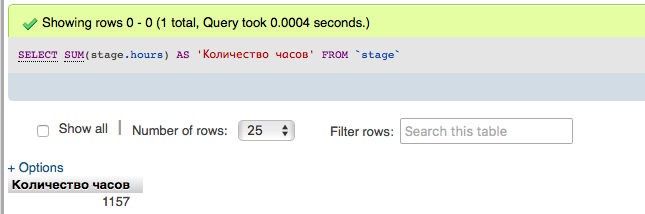 Showing rows 0 - 0 (1 total, Query took 0.0004 seconds.)
SELECT SUM(stage.hours) AS 'Количество часов' FROM `stage`
Show all | Number of rows: 25 Filter rows: Search this table
+ Options
Количество часов
1157